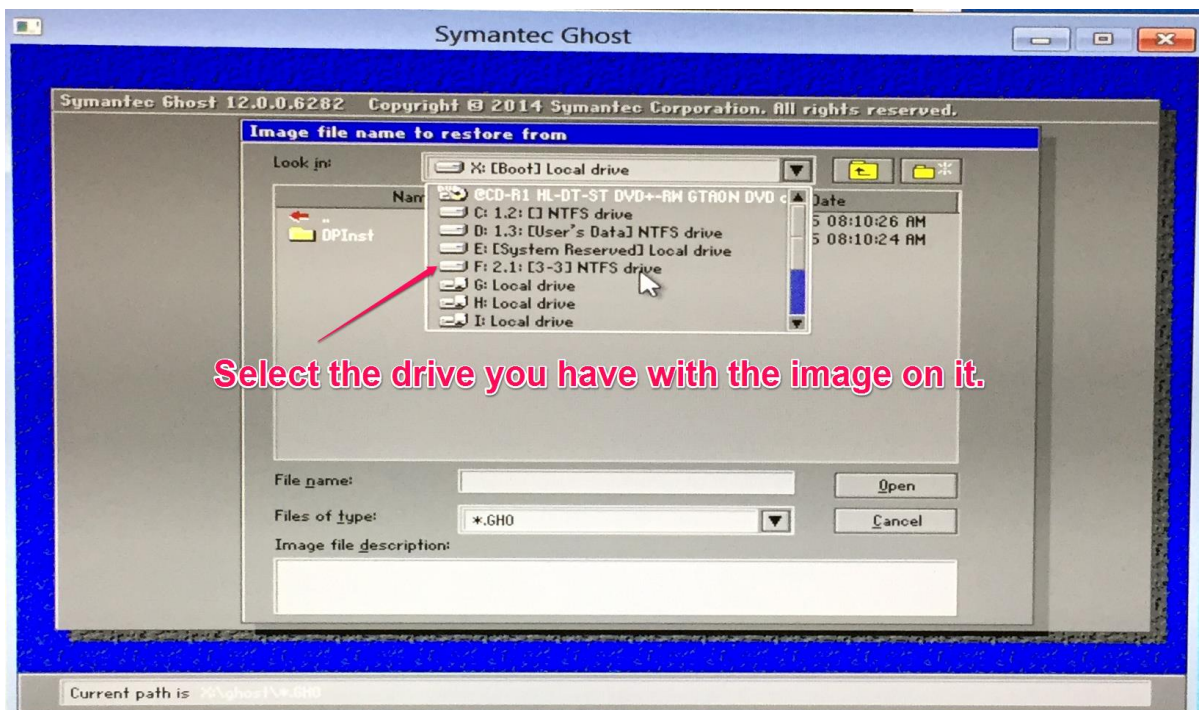 Symantec Ghost
Symantec Ghost 12.0.0.6282 Copyright © 2014 Symantec Corporation. All rights reserved.
Image file name to restore from
Look in:
X: [Boot] Local drive
Nam
Date
@CD-R1 HL-DT-ST DVD+-RW GTA0N DVD
C: 1.2: [] NTFS drive
5 08:10:26 AM
..
D: 1.3: [User's Data] NTFS drive
5 08:10:24 AM
DPInst
E: [System Reserved] Local drive
F: 2.1: [3-3] NTFS drive
G: Local drive
H: Local drive
I: Local drive
Select the drive you have with the image on it.
File name:
Open
Files of type:
*.GHO
Cancel
Image file description:
Current path is X:\ghost\*.GHO